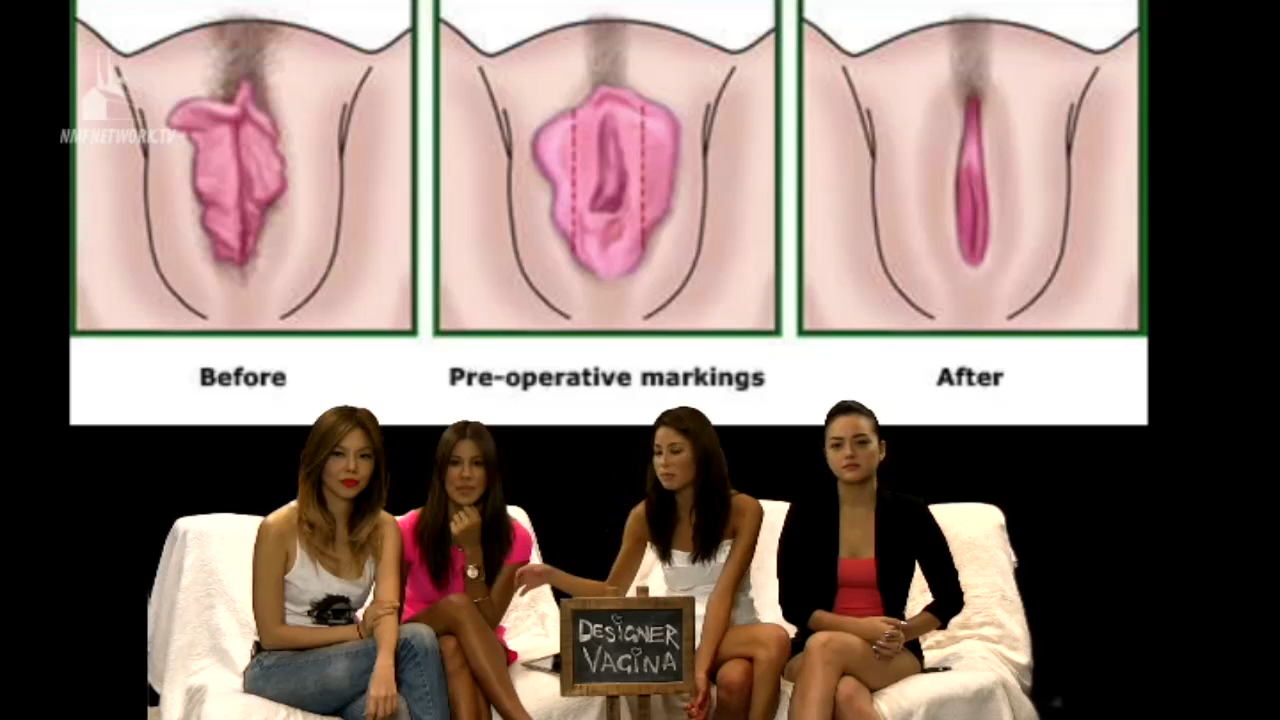 NMFNETWORK.TV
Before
Pre-operative markings
After
DESiGNER
VAGiNA